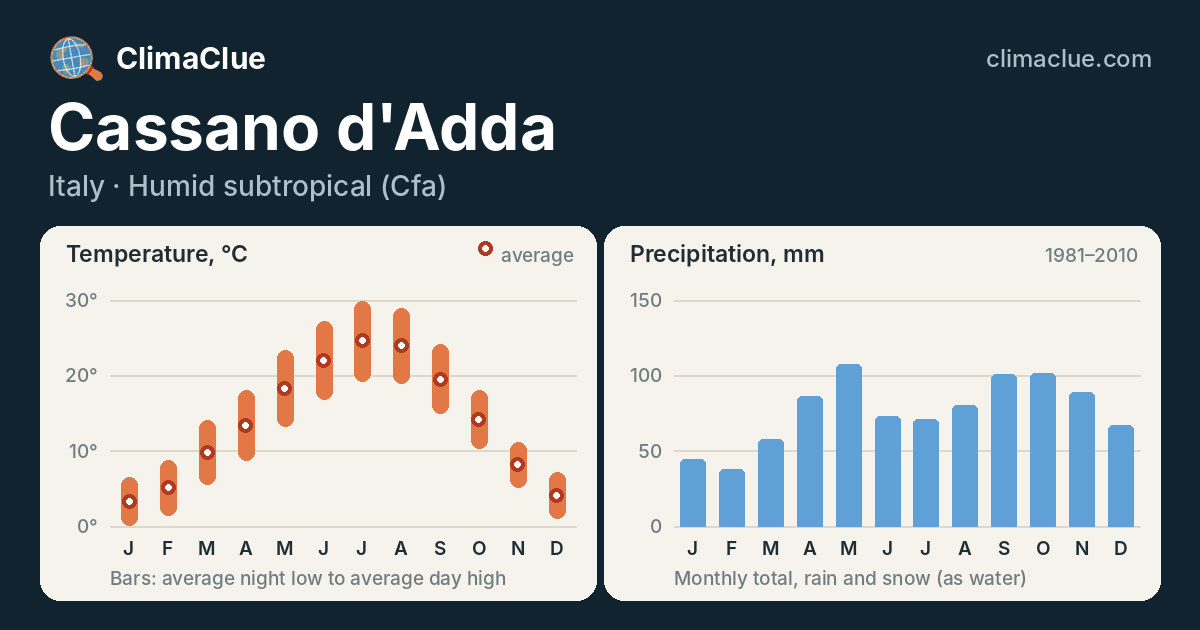 ClimaClue
climaclue.com
Cassano d'Adda
Italy · Humid subtropical (Cfa)
Temperature, °C
average
30°
20°
10°
0°
J F M A M J J A S O N D
Bars: average night low to average day high
Precipitation, mm
1981–2010
150
100
50
0
J F M A M J J A S O N D
Monthly total, rain and snow (as water)